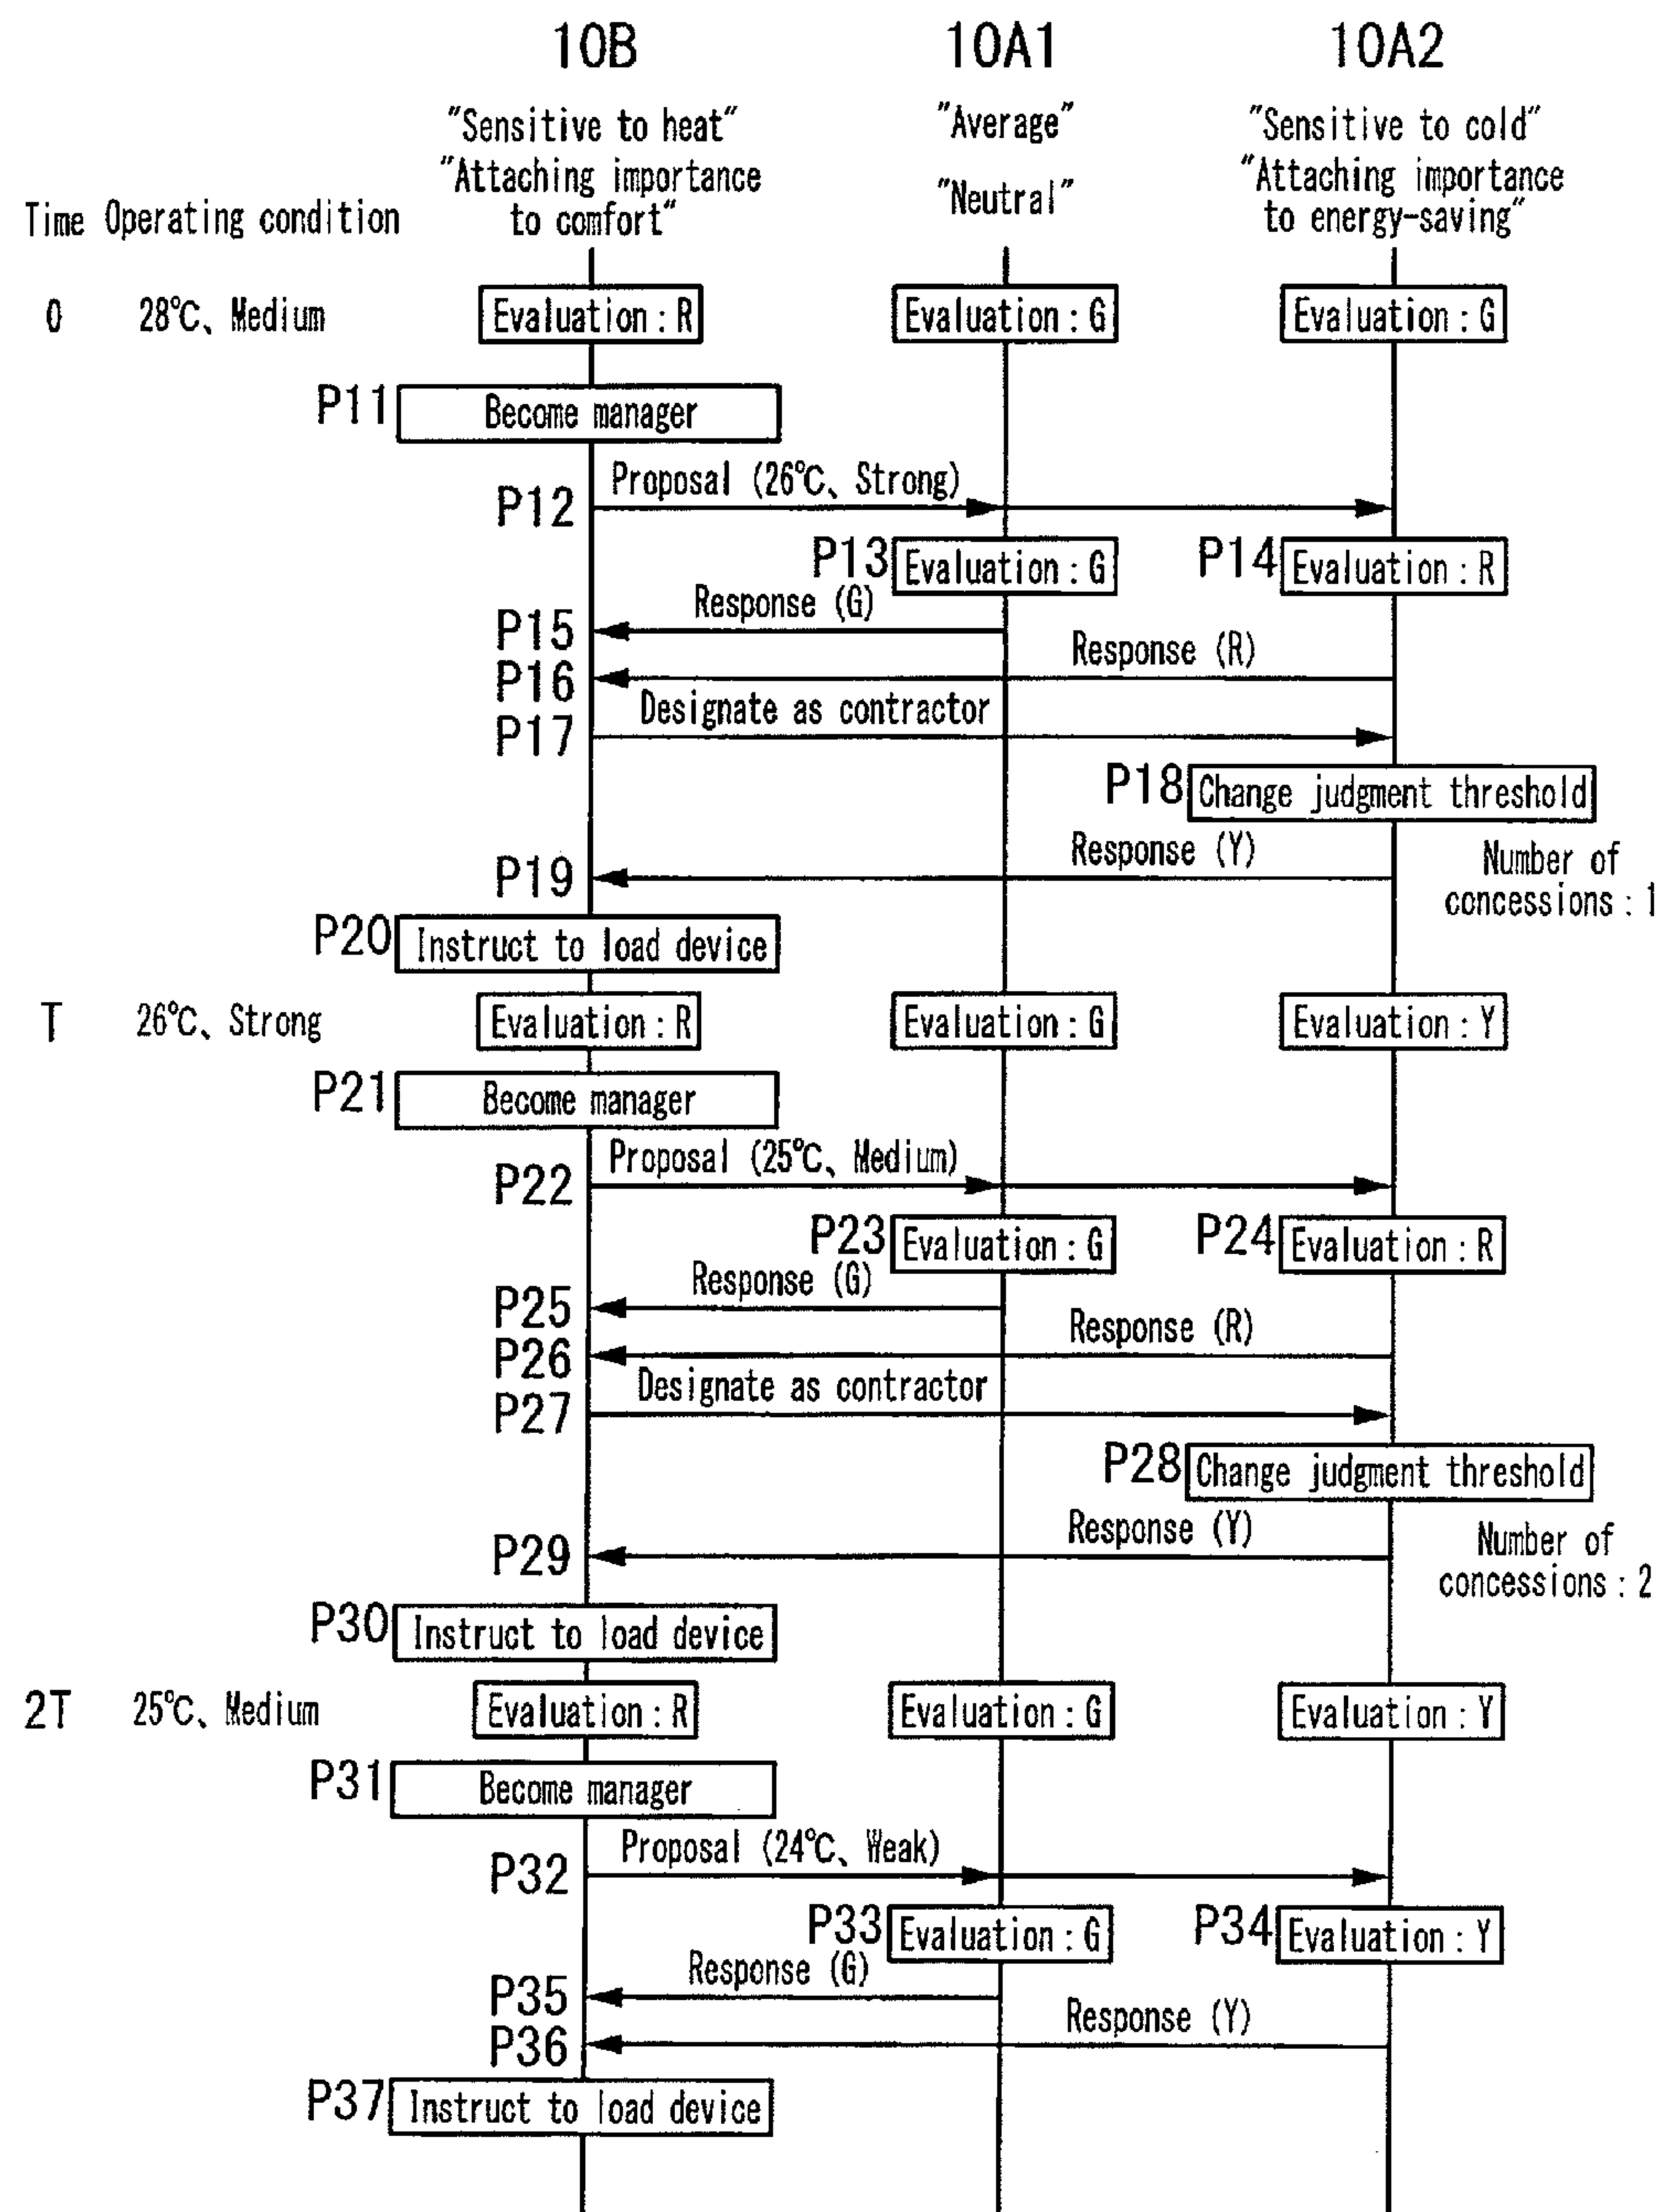 10B 10A1 10A2
"Sensitive to heat" "Average" "Sensitive to cold"
"Attaching importance "Neutral" "Attaching importance
Time Operating condition to comfort" to energy-saving"
0 28℃、Medium Evaluation : R Evaluation : G Evaluation : G
P11 Become manager
Proposal (26℃、Strong)
P12
P13 Evaluation : G P14 Evaluation : R
Response (G)
P15
Response (R)
P16
Designate as contractor
P17
P18 Change judgment threshold
Response (Y)
P19
Number of
concessions : 1
P20 Instruct to load device
T 26℃、Strong Evaluation : R Evaluation : G Evaluation : Y
P21 Become manager
Proposal (25℃、Medium)
P22
P23 Evaluation : G P24 Evaluation : R
Response (G)
P25
Response (R)
P26
Designate as contractor
P27
P28 Change judgment threshold
Response (Y)
P29
Number of
concessions : 2
P30 Instruct to load device
2T 25℃、Medium Evaluation : R Evaluation : G Evaluation : Y
P31 Become manager
Proposal (24℃、Weak)
P32
P33 Evaluation : G P34 Evaluation : Y
Response (G)
P35
Response (Y)
P36
P37 Instruct to load device